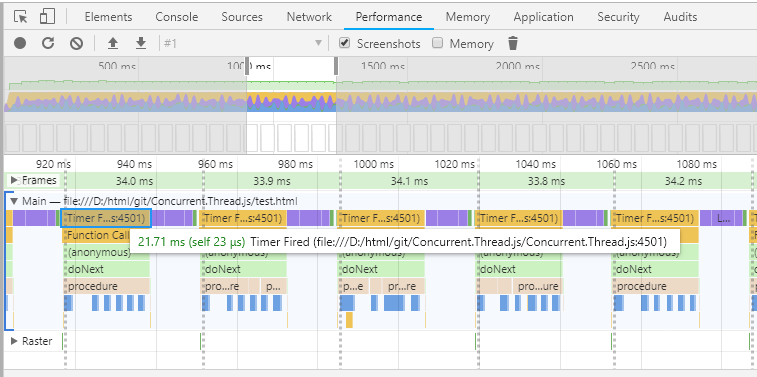 Elements Console Sources Network Performance Memory Application Security Audits
#1 Screenshots Memory
500 ms 1000 ms 1500 ms 2000 ms 2500 ms
920 ms 940 ms 960 ms 980 ms 1000 ms 1020 ms 1040 ms 1060 ms 1080 ms
Frames 34.0 ms 33.9 ms 34.1 ms 33.8 ms 34.2 ms
Main — file:///D:/html/git/Concurrent.Thread.js/test.html
Timer F...s:4501) Timer F...s:4501) Timer F...s:4501) Timer F...s:4501) Timer F...s:4501) L...
Function Call
21.71 ms (self 23 μs) Timer Fired (file:///D:/html/git/Concurrent.Thread.js/Concurrent.Thread.js:4501)
(anonymous) (anonymous) (anonymous) (anonymous) (anonymous)
doNext doNext doNext doNext doNext
procedure pro...re p... p...e pr...re pro...ure procedure
Raster